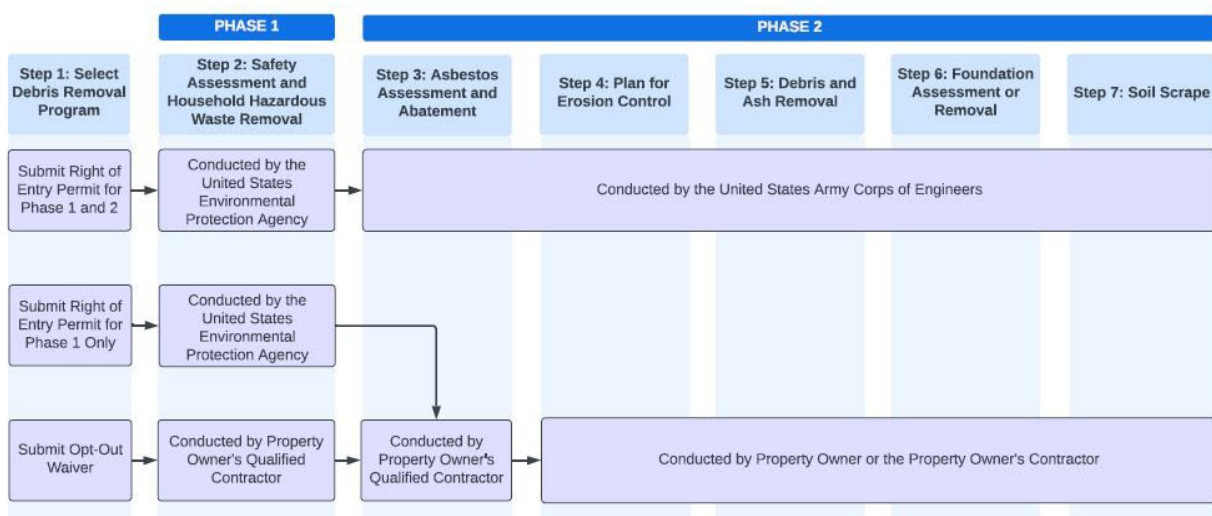 PHASE 1
PHASE 2
Step 1: Select
Debris Removal
Program
Step 2: Safety
Assessment and
Household Hazardous
Waste Removal
Step 3: Asbestos
Assessment and
Abatement
Step 4: Plan for
Erosion Control
Step 5: Debris and
Ash Removal
Step 6: Foundation
Assessment or
Removal
Step 7: Soil Scrape
Submit Right of
Entry Permit for
Phase 1 and 2
Conducted by the
United States
Environmental
Protection Agency
Conducted by the United States Army Corps of Engineers
Submit Right of
Entry Permit for
Phase 1 Only
Conducted by the
United States
Environmental
Protection Agency
Submit Opt-Out
Waiver
Conducted by Property
Owner's Qualified
Contractor
Conducted by
Property Owner's
Qualified Contractor
Conducted by Property Owner or the Property Owner's Contractor